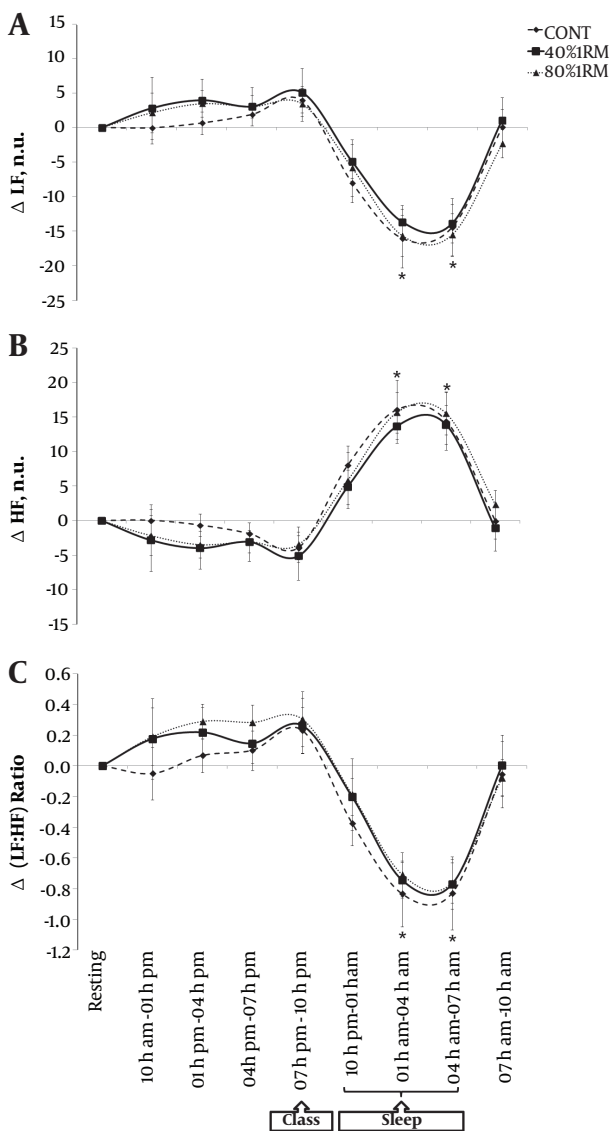 A
CONT
40%1RM
80%1RM
15
10
5
0
-5
-10
-15
-20
-25
Δ LF, n.u.
*
*
B
25
20
15
10
5
0
-5
-10
-15
Δ HF, n.u.
*
*
C
0.6
0.4
0.2
0.0
-0.2
-0.4
-0.6
-0.8
-1.0
-1.2
Δ (LF:HF) Ratio
*
*
Resting
10 h am-01 h pm
01 h pm-04 h pm
04 h pm-07 h pm
07 h pm-10 h pm
10 h pm-01 ham
01 h am-04 h am
04 h am-07 h am
07 h am-10 h am
Class
Sleep